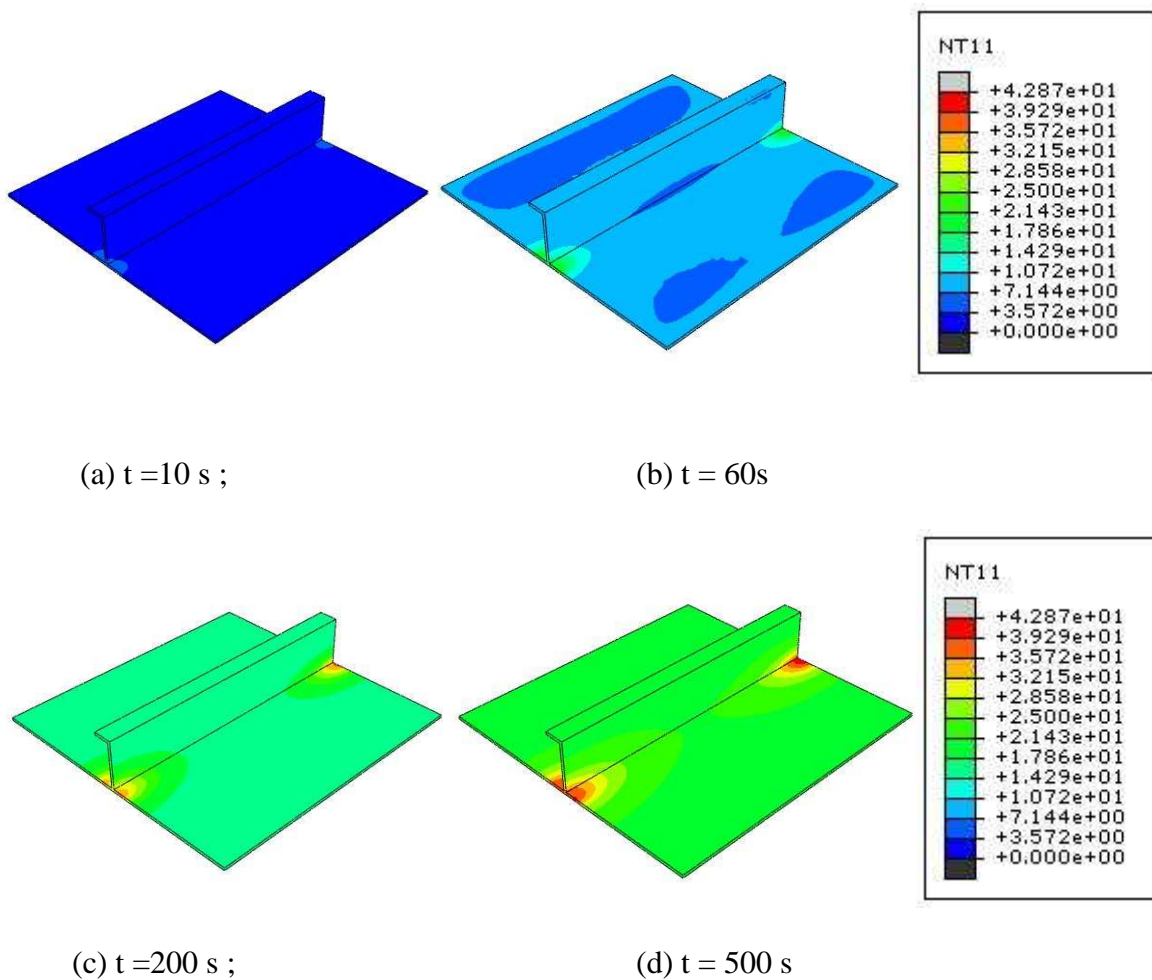 NT11
+4.287e+01
+3.929e+01
+3.572e+01
+3.215e+01
+2.858e+01
+2.500e+01
+2.143e+01
+1.786e+01
+1.429e+01
+1.072e+01
+7.144e+00
+3.572e+00
+0.000e+00
(a) t =10 s ;
(b) t = 60s
NT11
+4.287e+01
+3.929e+01
+3.572e+01
+3.215e+01
+2.858e+01
+2.500e+01
+2.143e+01
+1.786e+01
+1.429e+01
+1.072e+01
+7.144e+00
+3.572e+00
+0.000e+00
(c) t =200 s ;
(d) t = 500 s